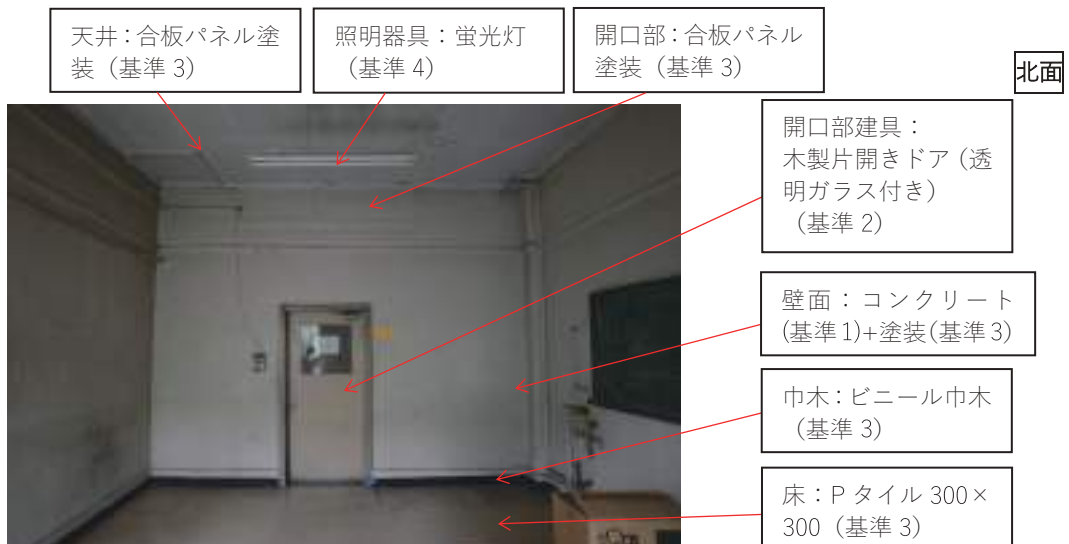 天井：合板パネル塗
装（基準 3）
照明器具：蛍光灯
（基準 4）
開口部：合板パネル
塗装（基準 3）
北面
開口部建具：
木製片開きドア（透
明ガラス付き）
（基準 2）
壁面：コンクリート
(基準 1)+塗装(基準 3)
巾木：ビニール巾木
（基準 3）
床：P タイル 300×
300（基準 3）